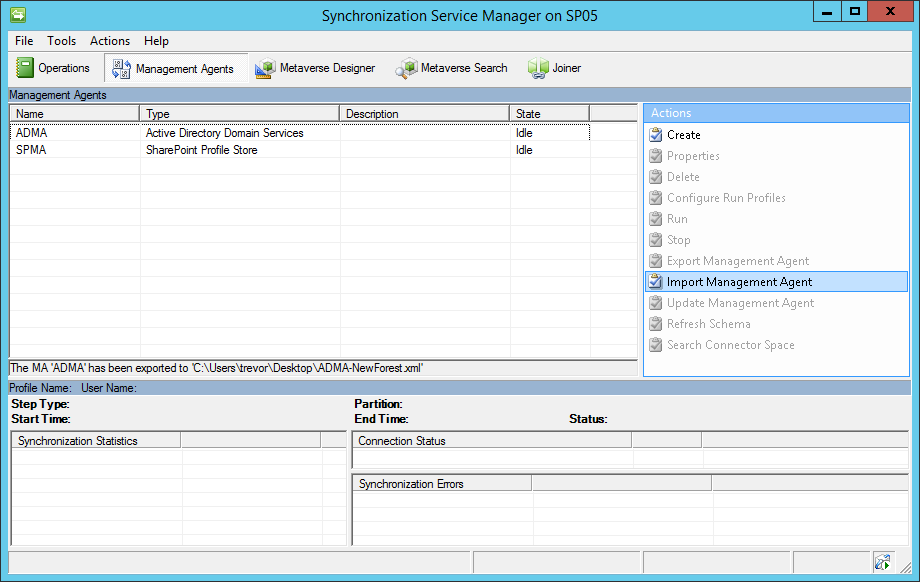 Synchronization Service Manager on SP05
File Tools Actions Help
Operations Management Agents Metaverse Designer Metaverse Search Joiner
Management Agents
Name Type Description State
ADMA Active Directory Domain Services Idle
SPMA SharePoint Profile Store Idle
The MA 'ADMA' has been exported to 'C:\Users\trevor\Desktop\ADMA-NewForest.xml'
Actions
Create
Properties
Delete
Configure Run Profiles
Run
Stop
Export Management Agent
Import Management Agent
Update Management Agent
Refresh Schema
Search Connector Space
Profile Name: User Name:
Step Type:
Start Time:
Partition:
End Time: Status:
Synchronization Statistics
Connection Status
Synchronization Errors